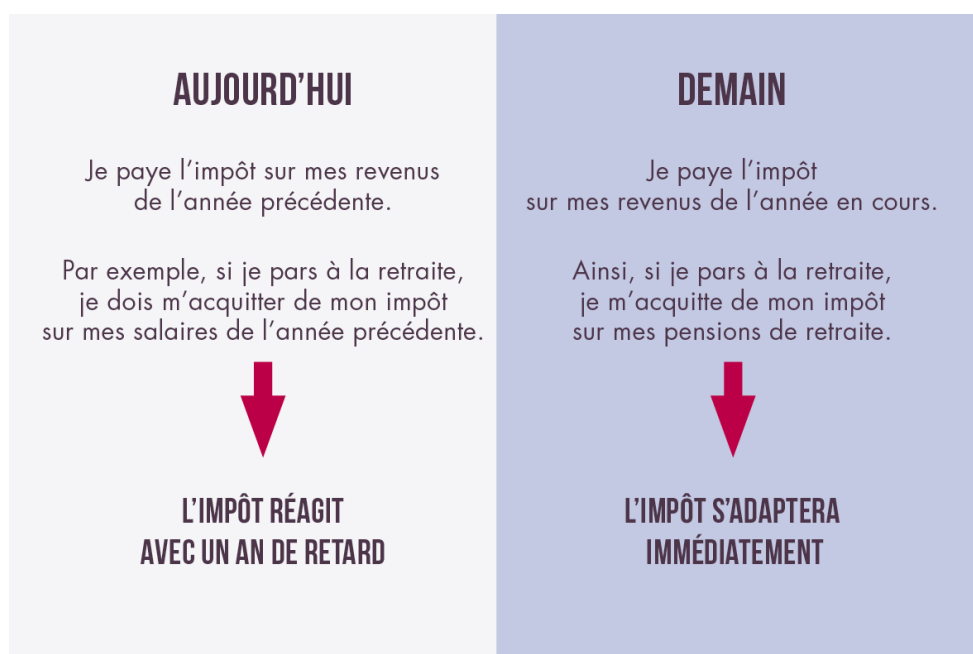 AUJOURD'HUI
Je paye l'impôt sur mes revenus
de l'année précédente.
Par exemple, si je pars à la retraite,
je dois m'acquitter de mon impôt
sur mes salaires de l'année précédente.
L'IMPÔT RÉAGIT
AVEC UN AN DE RETARD
DEMAIN
Je paye l'impôt
sur mes revenus de l'année en cours.
Ainsi, si je pars à la retraite,
je m'acquitte de mon impôt
sur mes pensions de retraite.
L'IMPÔT S'ADAPTERA
IMMÉDIATEMENT